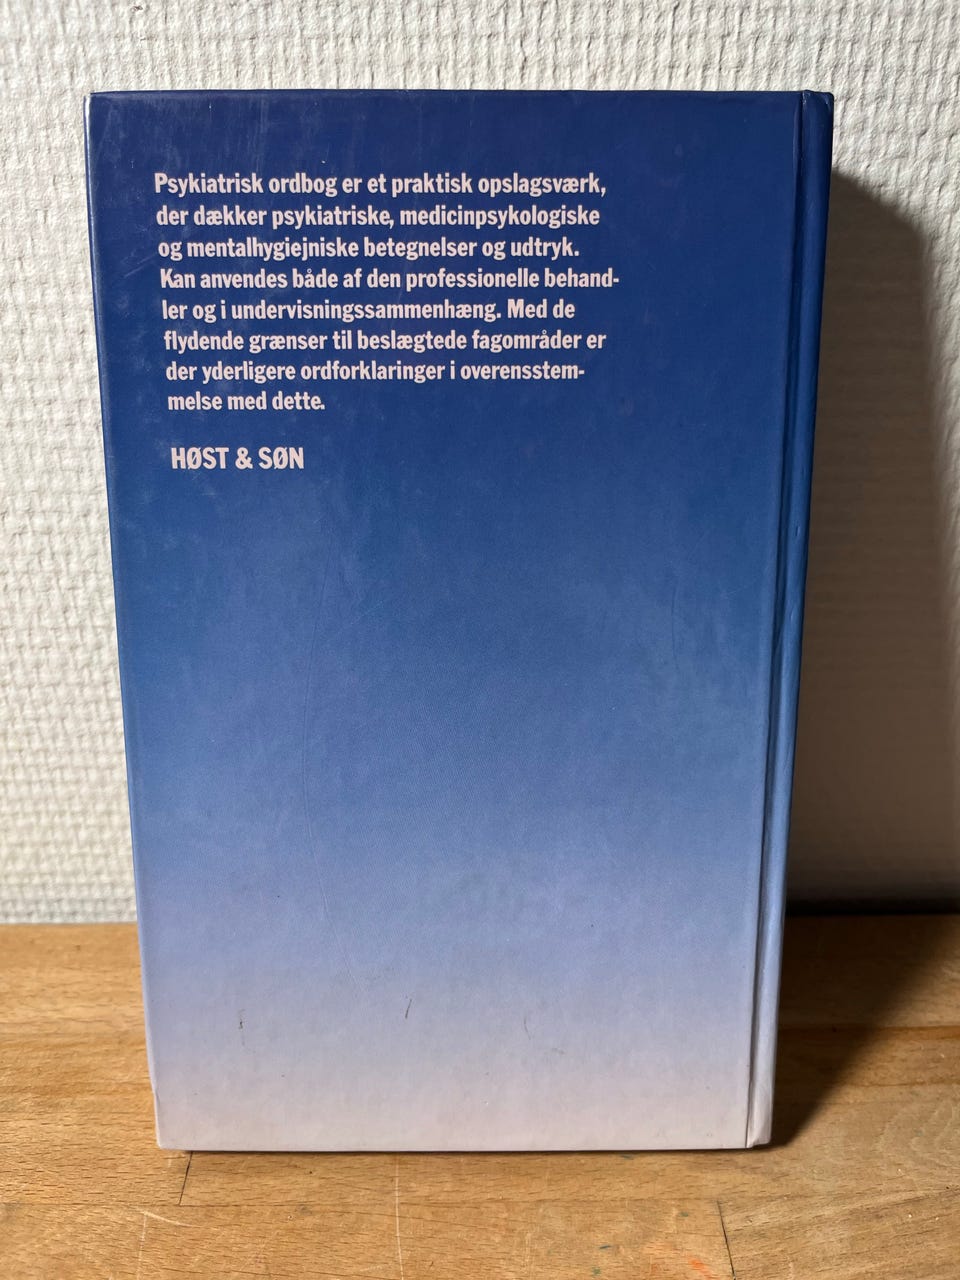 Psykiatrisk ordbog er et praktisk opslagsværk,
der dækker psykiatriske, medicinpsykologiske
og mentalhygiejniske betegnelser og udtryk.
Kan anvendes både af den professionelle behand-
ler og i undervisningssammenhæng. Med de
flydende grænser til beslægtede fagområder er
der yderligere ordforklaringer i overensstem-
melse med dette.
HØST & SØN